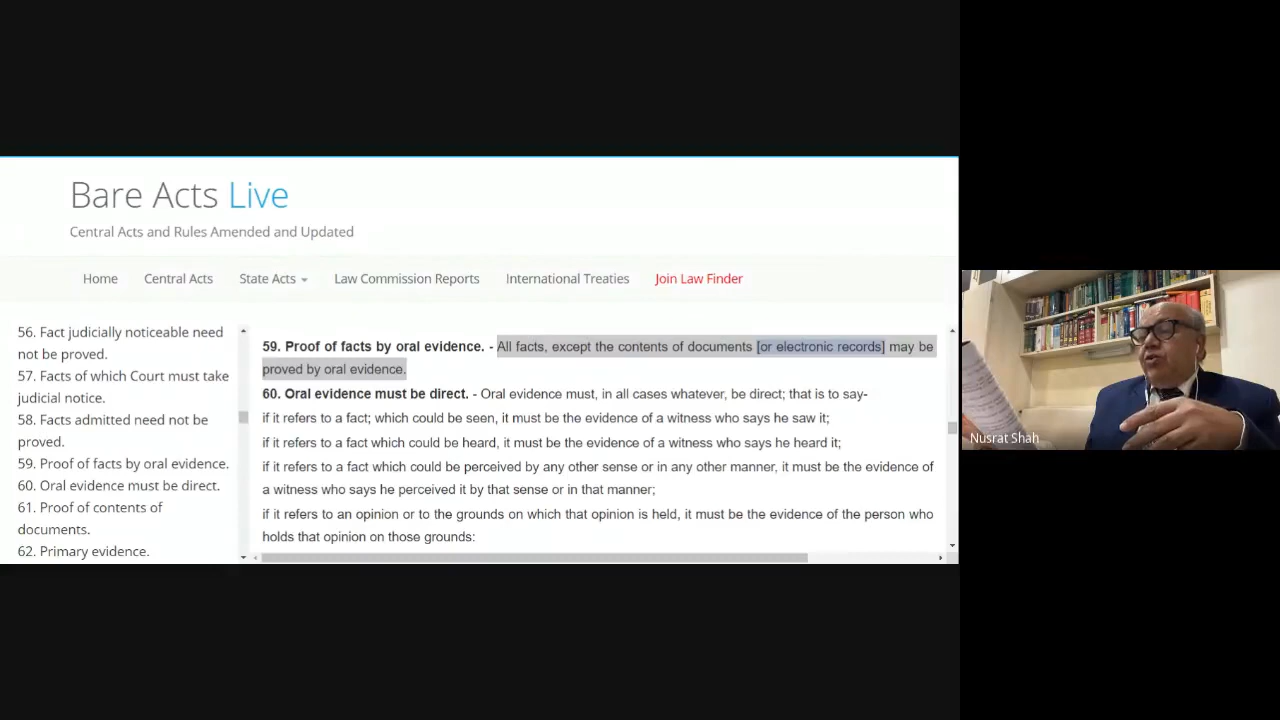 Bare Acts Live
Central Acts and Rules Amended and Updated
Home Central Acts State Acts Law Commission Reports International Treaties Join Law Finder
56. Fact judicially noticeable need
not be proved.
57. Facts of which Court must take
judicial notice.
58. Facts admitted need not be
proved.
59. Proof of facts by oral evidence.
60. Oral evidence must be direct.
61. Proof of contents of
documents.
62. Primary evidence.
59. Proof of facts by oral evidence. - All facts, except the contents of documents [or electronic records] may be
proved by oral evidence.
60. Oral evidence must be direct. - Oral evidence must, in all cases whatever, be direct; that is to say-
if it refers to a fact; which could be seen, it must be the evidence of a witness who says he saw it;
if it refers to a fact which could be heard, it must be the evidence of a witness who says he heard it;
if it refers to a fact which could be perceived by any other sense or in any other manner, it must be the evidence of
a witness who says he perceived it by that sense or in that manner;
if it refers to an opinion or to the grounds on which that opinion is held, it must be the evidence of the person who
holds that opinion on those grounds:
Nusrat Shah